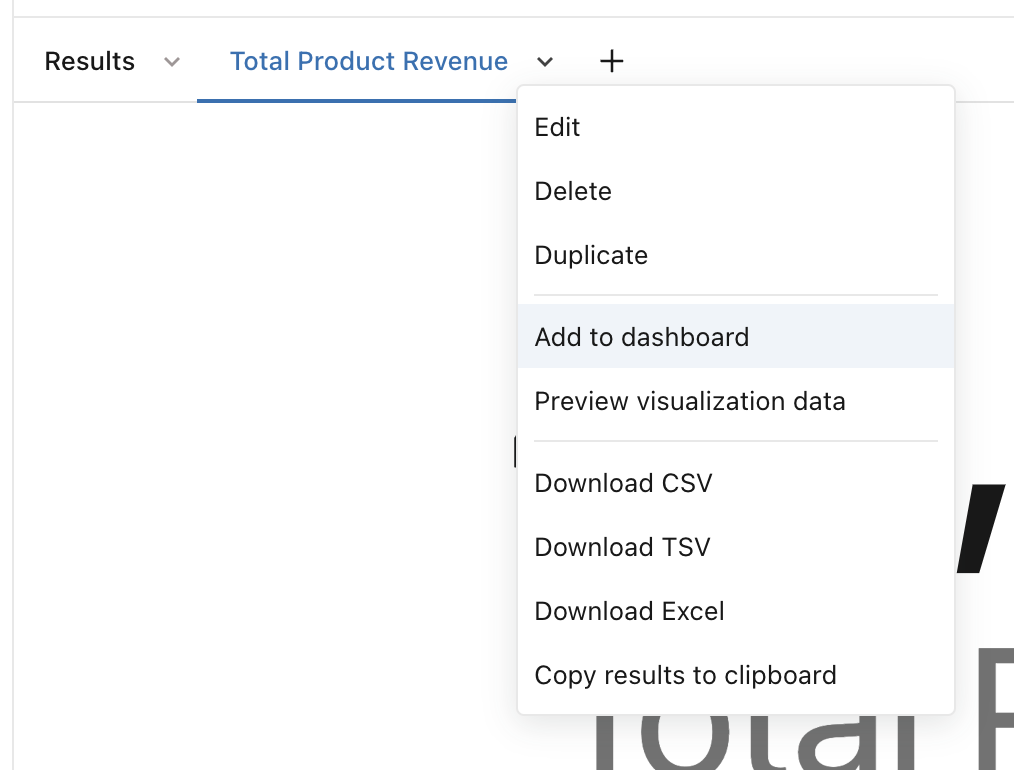 Results Total Product Revenue +
Edit
Delete
Duplicate
Add to dashboard
Preview visualization data
Download CSV
Download TSV
Download Excel
Copy results to clipboard
Total